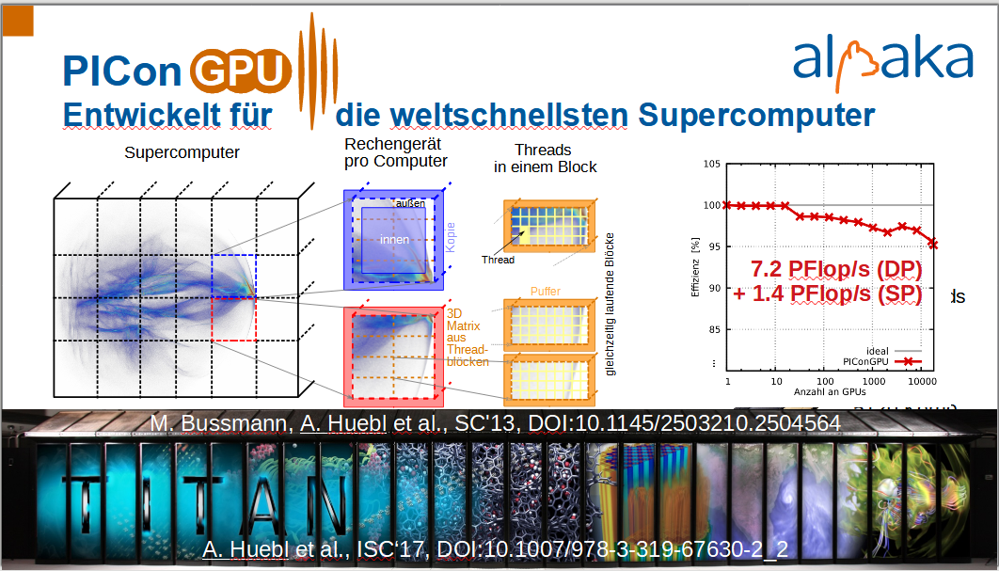 PICon GPU
alpaka
Entwickelt für die weltschnellsten Supercomputer
Supercomputer
Rechengerät
pro Computer
Threads
in einem Block
außen
innen
Kopie
Thread
Puffer
3D
Matrix
aus
Thread-
blöcken
gleichzeitig laufende Blöcke
105
100
95
90
85
Effizienz [%]
7.2 PFlop/s (DP)
+ 1.4 PFlop/s (SP)
ds
ideal
PIConGPU
1
10
100
1000
10000
Anzahl an GPUs
M. Bussmann, A. Huebl et al., SC'13, DOI:10.1145/2503210.2504564
TITAN
A. Huebl et al., ISC‘17, DOI:10.1007/978-3-319-67630-2_2